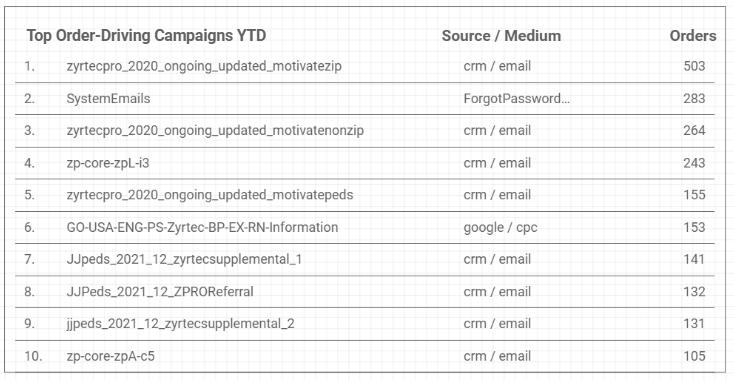 Top Order-Driving Campaigns YTD Source / Medium Orders
1. zyrtecpro_2020_ongoing_updated_motivatezip crm / email 503
2. SystemEmails ForgotPassword... 283
3. zyrtecpro_2020_ongoing_updated_motivatenonzip crm / email 264
4. zp-core-zpL-i3 crm / email 243
5. zyrtecpro_2020_ongoing_updated_motivatepeds crm / email 155
6. GO-USA-ENG-PS-Zyrtec-BP-EX-RN-Information google / cpc 153
7. JJpeds_2021_12_zyrtecsupplemental_1 crm / email 141
8. JJPeds_2021_12_ZPROReferral crm / email 132
9. jjpeds_2021_12_zyrtecsupplemental_2 crm / email 131
10. zp-core-zpA-c5 crm / email 105